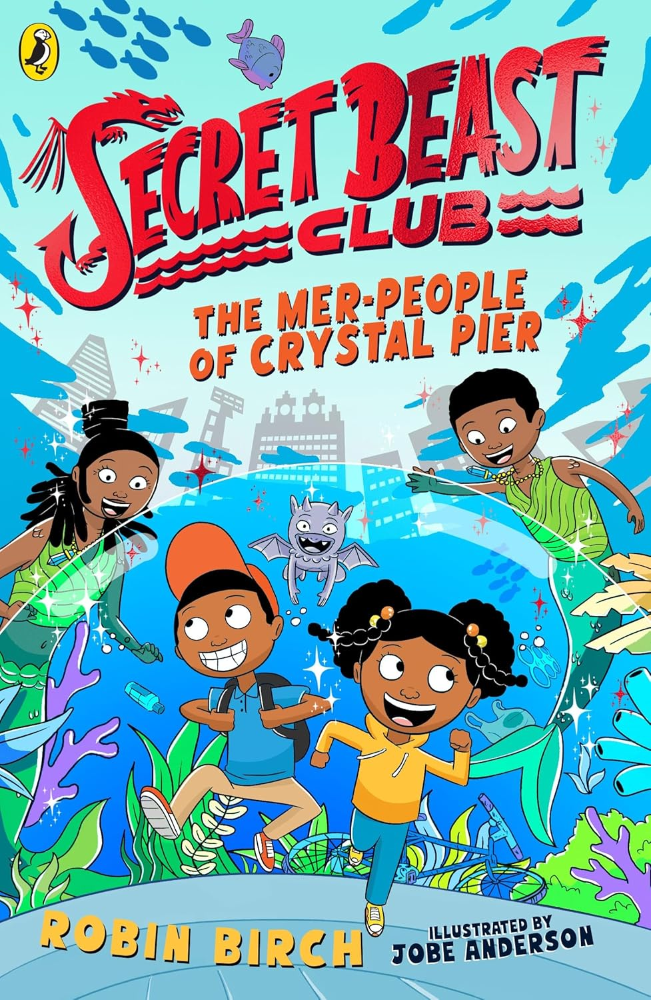 SECRET BEAST
CLUB
THE MER-PEOPLE
OF CRYSTAL PIER
ROBIN BIRCH
ILLUSTRATED BY
JOBE ANDERSON